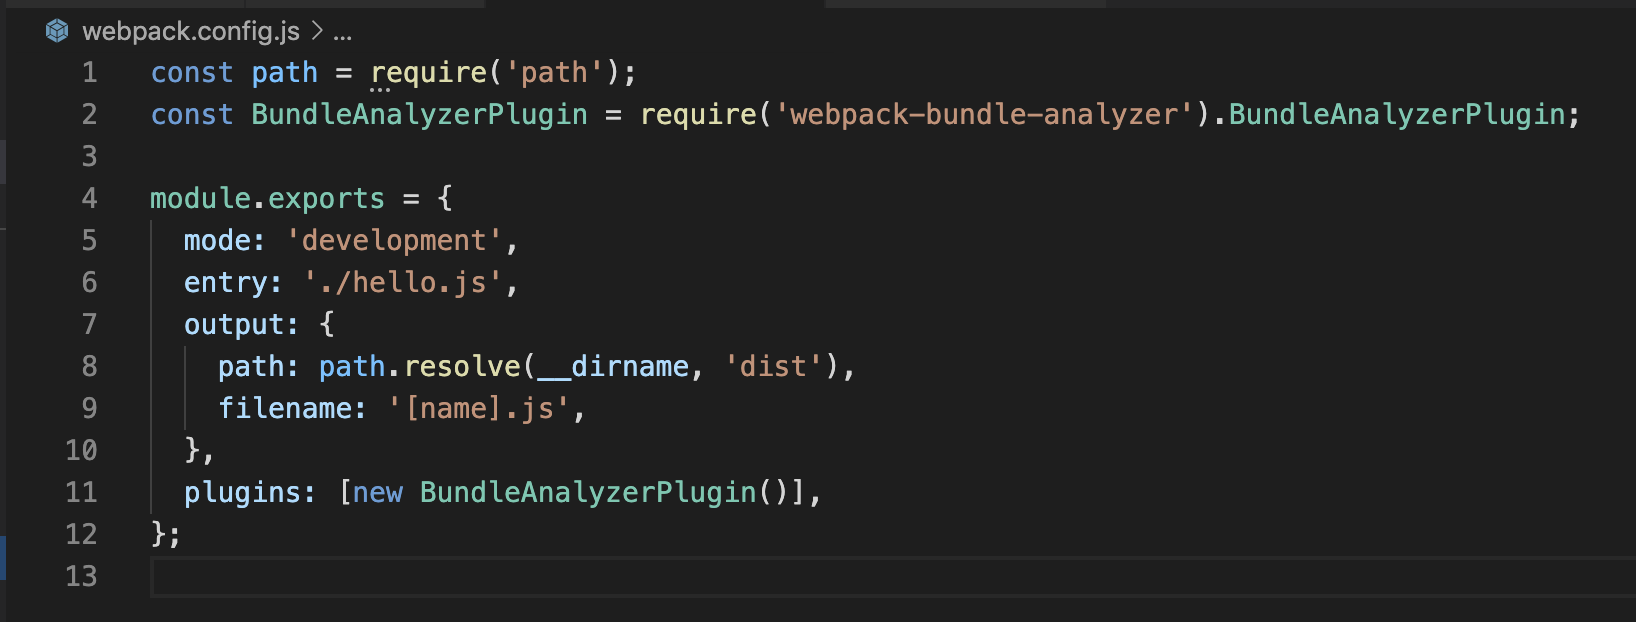 webpack.config.js > ...
1 const path = require('path');
2 const BundleAnalyzerPlugin = require('webpack-bundle-analyzer').BundleAnalyzerPlugin;
3
4 module.exports = {
5   mode: 'development',
6   entry: './hello.js',
7   output: {
8     path: path.resolve(__dirname, 'dist'),
9     filename: '[name].js',
10   },
11   plugins: [new BundleAnalyzerPlugin()],
12 };
13